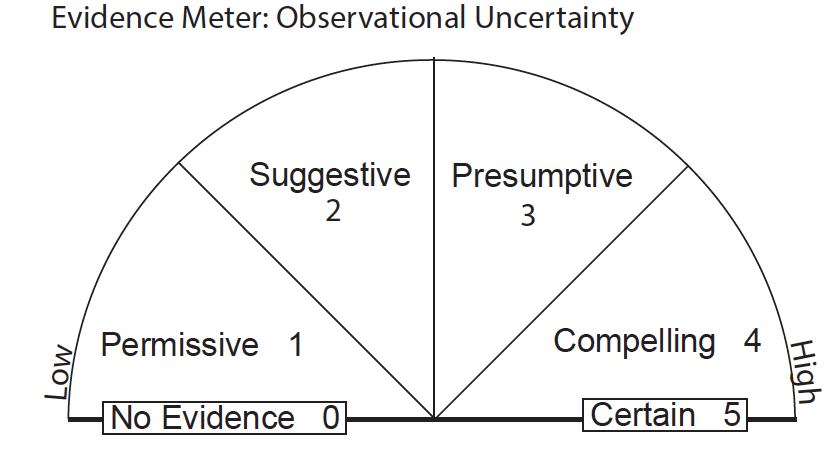 Evidence Meter: Observational Uncertainty
Suggestive
2
Presumptive
3
Permissive 1
Compelling 4
Low
High
No Evidence 0
Certain 5